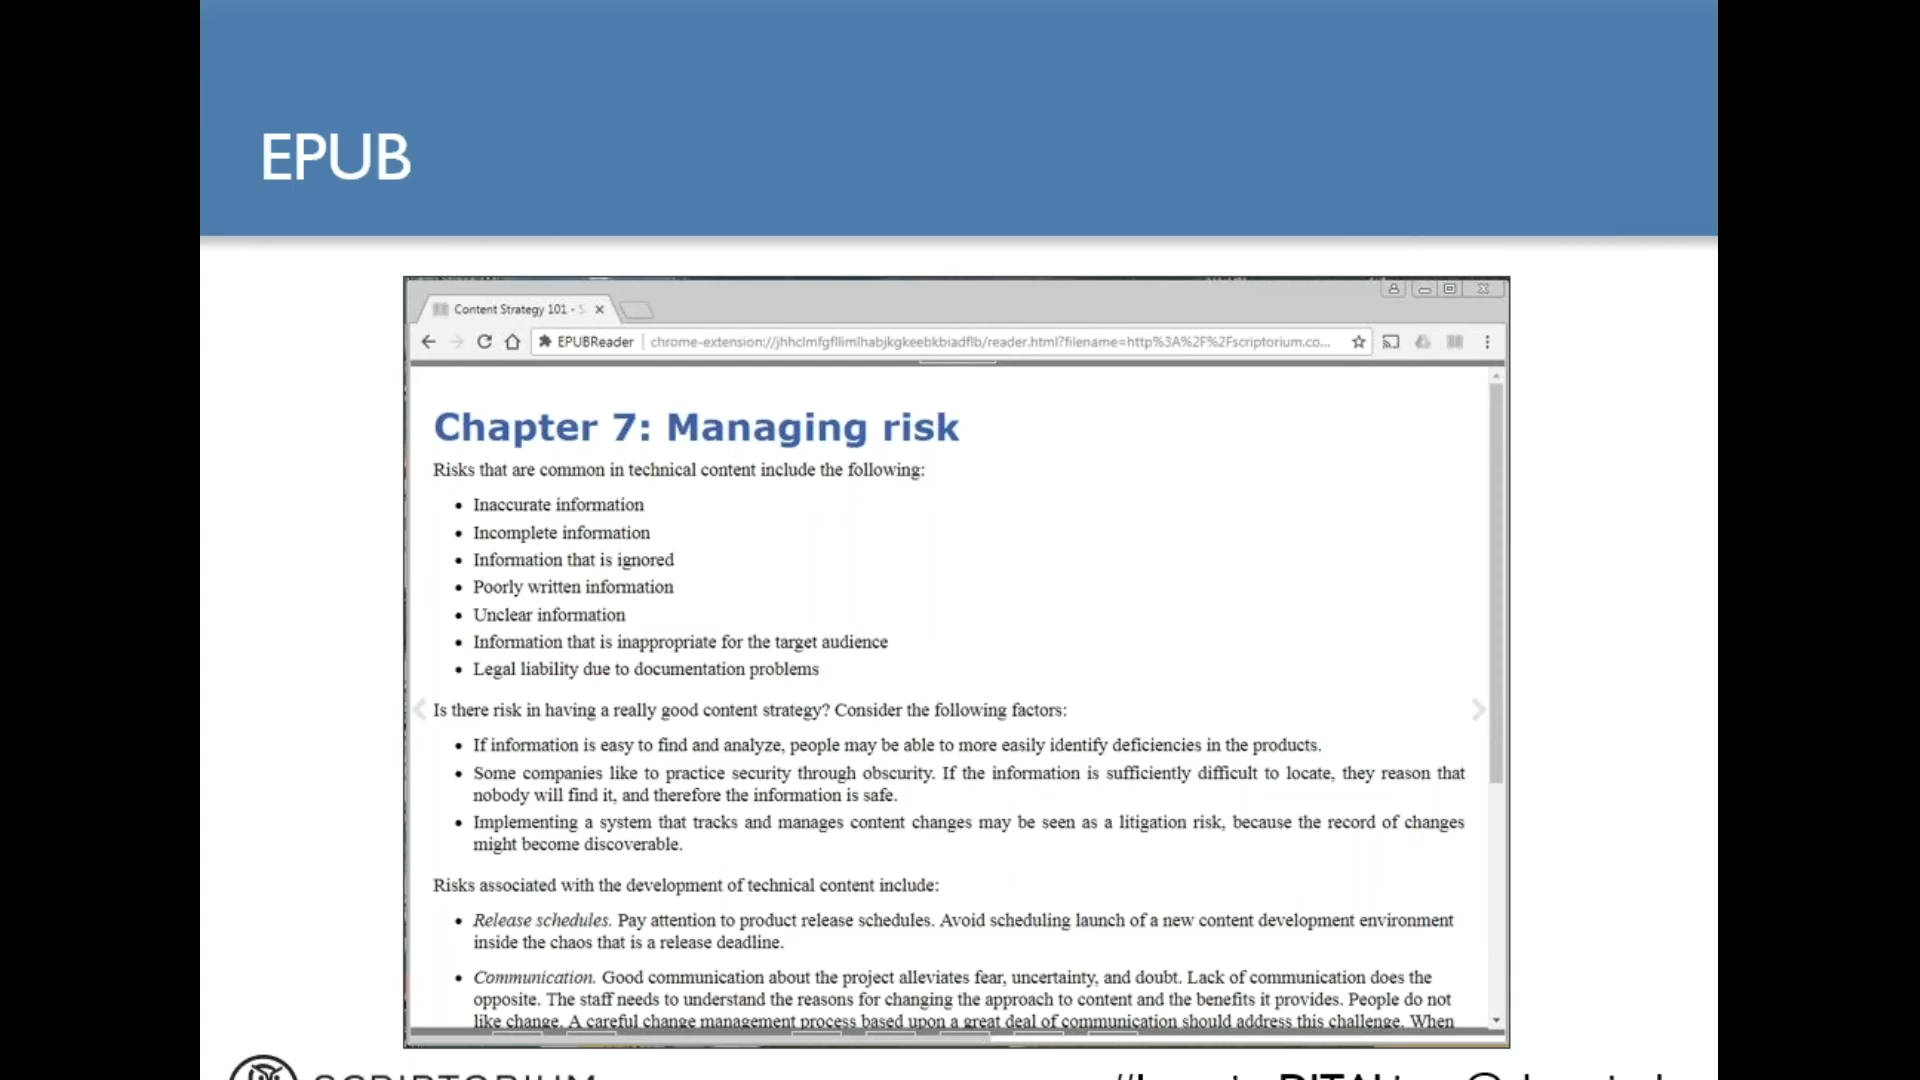 EPUB
Content Strategy 101 - S
EPUBReader
chrome-extension://jhhclmfgfllimlhabjkgkeebkbiadflb/reader.html?filename=http%3A%2F%2Fscriptorium.co...
Chapter 7: Managing risk
Risks that are common in technical content include the following:
• Inaccurate information
• Incomplete information
• Information that is ignored
• Poorly written information
• Unclear information
• Information that is inappropriate for the target audience
• Legal liability due to documentation problems
Is there risk in having a really good content strategy? Consider the following factors:
• If information is easy to find and analyze, people may be able to more easily identify deficiencies in the products.
• Some companies like to practice security through obscurity. If the information is sufficiently difficult to locate, they reason that
nobody will find it, and therefore the information is safe.
• Implementing a system that tracks and manages content changes may be seen as a litigation risk, because the record of changes
might become discoverable.
Risks associated with the development of technical content include:
• Release schedules. Pay attention to product release schedules. Avoid scheduling launch of a new content development environment
inside the chaos that is a release deadline.
• Communication. Good communication about the project alleviates fear, uncertainty, and doubt. Lack of communication does the
opposite. The staff needs to understand the reasons for changing the approach to content and the benefits it provides. People do not
like change. A careful change management process based upon a great deal of communication should address this challenge. When
SCRIPTORIUM